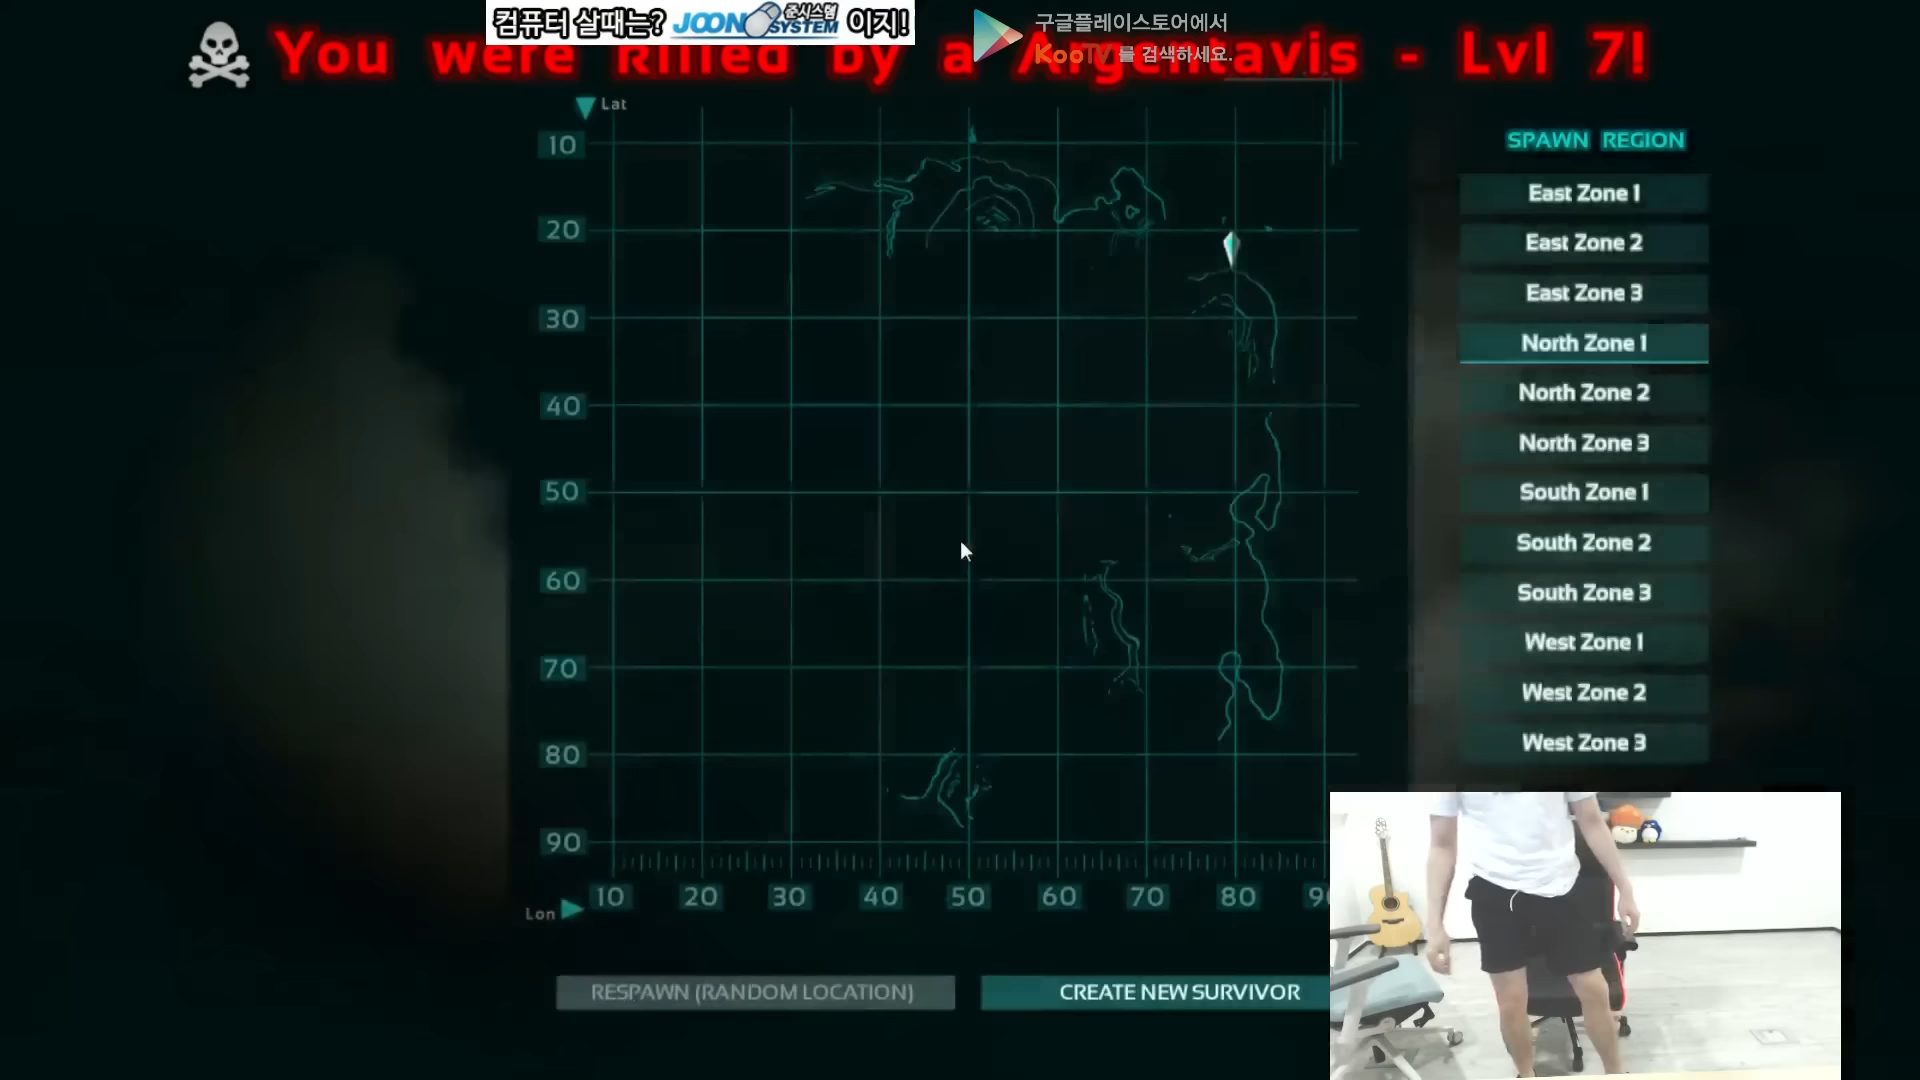 컴퓨터 살때는? JOON SYSTEM 준시스템 이지!
구글플레이스토어에서
KooTV를 검색하세요.
You were killed by a Argentavis - Lvl 7!
Lat
10
20
30
40
50
60
70
80
90
Lon
10 20 30 40 50 60 70 80
SPAWN REGION
East Zone 1
East Zone 2
East Zone 3
North Zone 1
North Zone 2
North Zone 3
South Zone 1
South Zone 2
South Zone 3
West Zone 1
West Zone 2
West Zone 3
RESPAWN (RANDOM LOCATION)
CREATE NEW SURVIVOR